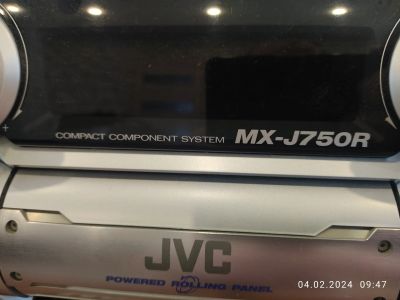 COMPACT COMPONENT SYSTEM MX-J750R
JVC
POWERED ROLLING PANEL
04.02.2024 09:47